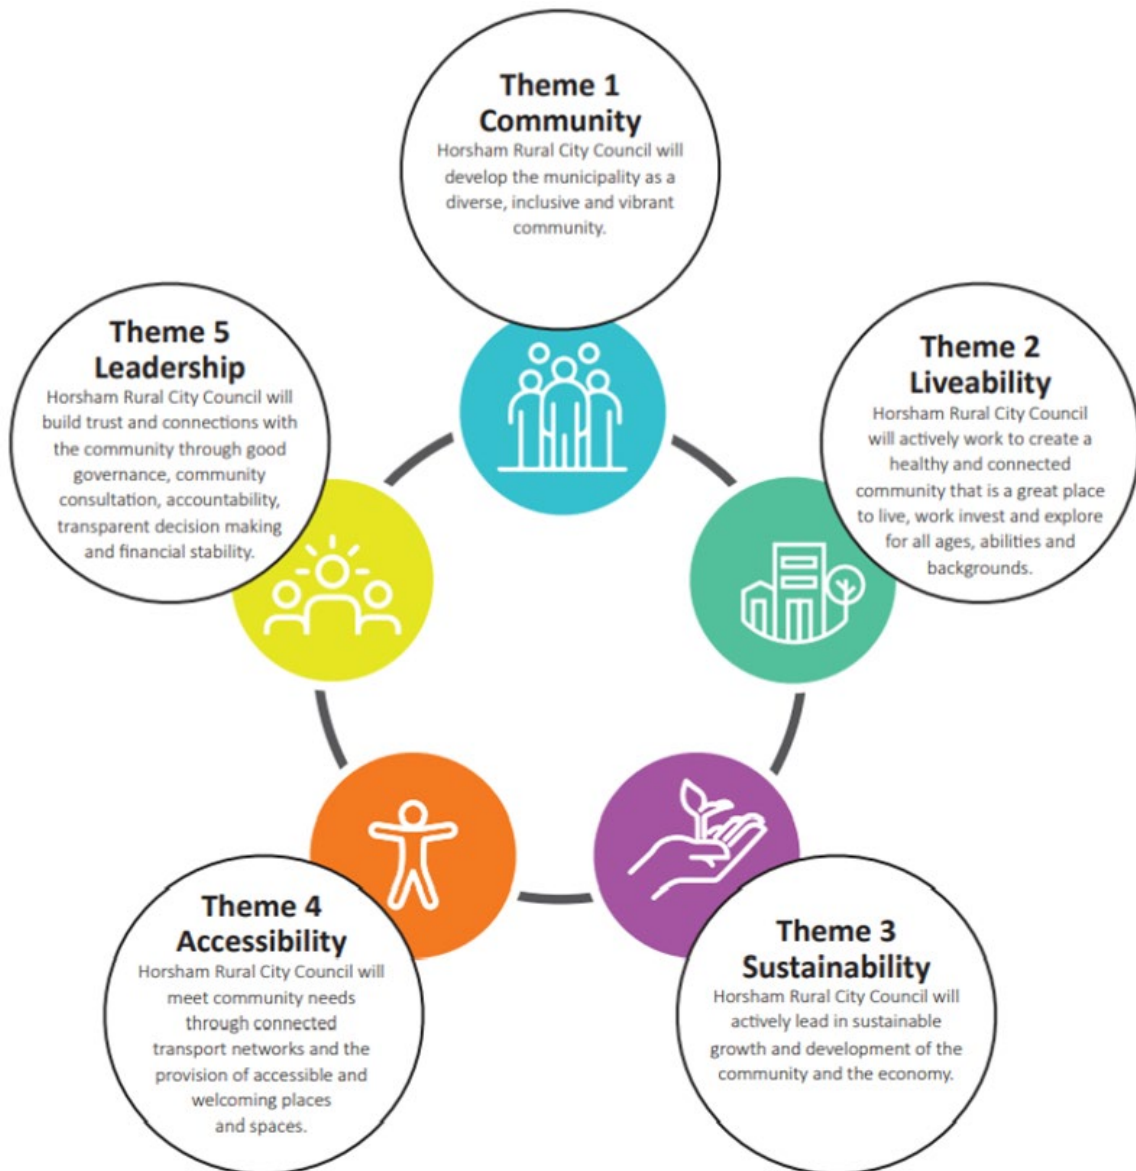 Theme 1
Community
Horsham Rural City Council will
develop the municipality as a
diverse, inclusive and vibrant
community.
Theme 2
Liveability
Horsham Rural City Council
will actively work to create a
healthy and connected
community that is a great place
to live, work invest and explore
for all ages, abilities and
backgrounds.
Theme 3
Sustainability
Horsham Rural City Council will
actively lead in sustainable
growth and development of the
community and the economy.
Theme 4
Accessibility
Horsham Rural City Council will
meet community needs
through connected
transport networks and the
provision of accessible and
welcoming places
and spaces.
Theme 5
Leadership
Horsham Rural City Council will
build trust and connections with
the community through good
governance, community
consultation, accountability,
transparent decision making
and financial stability.